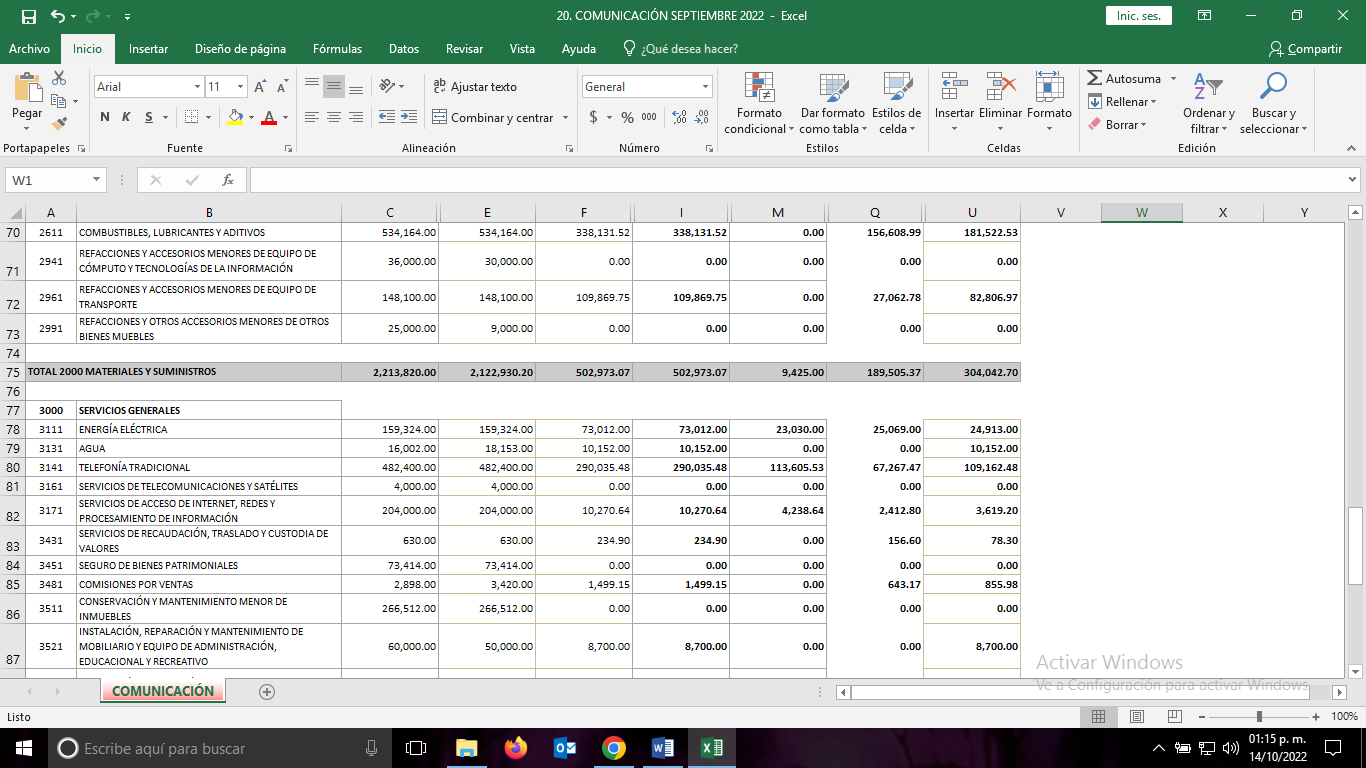 20. COMUNICACIÓN SEPTIEMBRE 2022 - Excel
Inic. ses.
Archivo Inicio Insertar Diseño de página Fórmulas Datos Revisar Vista Ayuda ¿Qué desea hacer? Compartir
Pegar
Portapapeles
Arial 11
N K S
Fuente
Ajustar texto
Combinar y centrar
Alineación
General
$ % 000
Número
Formato condicional
Dar formato como tabla
Estilos de celda
Estilos
Insertar Eliminar Formato
Celdas
Autosuma
Rellenar
Borrar
Ordenar y filtrar
Buscar y seleccionar
Edición
W1
fx
A B C E F I M Q U V W X Y
70 2611 COMBUSTIBLES, LUBRICANTES Y ADITIVOS 534,164.00 534,164.00 338,131.52 338,131.52 0.00 156,608.99 181,522.53
71 2941 REFACCIONES Y ACCESORIOS MENORES DE EQUIPO DE CÓMPUTO Y TECNOLOGÍAS DE LA INFORMACIÓN 36,000.00 30,000.00 0.00 0.00 0.00 0.00 0.00
72 2961 REFACCIONES Y ACCESORIOS MENORES DE EQUIPO DE TRANSPORTE 148,100.00 148,100.00 109,869.75 109,869.75 0.00 27,062.78 82,806.97
73 2991 REFACCIONES Y OTROS ACCESORIOS MENORES DE OTROS BIENES MUEBLES 25,000.00 9,000.00 0.00 0.00 0.00 0.00 0.00
74
75 TOTAL 2000 MATERIALES Y SUMINISTROS 2,213,820.00 2,122,930.20 502,973.07 502,973.07 9,425.00 189,505.37 304,042.70
76
77 3000 SERVICIOS GENERALES
78 3111 ENERGÍA ELÉCTRICA 159,324.00 159,324.00 73,012.00 73,012.00 23,030.00 25,069.00 24,913.00
79 3131 AGUA 16,002.00 18,153.00 10,152.00 10,152.00 0.00 0.00 10,152.00
80 3141 TELEFONÍA TRADICIONAL 482,400.00 482,400.00 290,035.48 290,035.48 113,605.53 67,267.47 109,162.48
81 3161 SERVICIOS DE TELECOMUNICACIONES Y SATÉLITES 4,000.00 4,000.00 0.00 0.00 0.00 0.00 0.00
82 3171 SERVICIOS DE ACCESO DE INTERNET, REDES Y PROCESAMIENTO DE INFORMACIÓN 204,000.00 204,000.00 10,270.64 10,270.64 4,238.64 2,412.80 3,619.20
83 3431 SERVICIOS DE RECAUDACIÓN, TRASLADO Y CUSTODIA DE VALORES 630.00 630.00 234.90 234.90 0.00 156.60 78.30
84 3451 SEGURO DE BIENES PATRIMONIALES 73,414.00 73,414.00 0.00 0.00 0.00 0.00 0.00
85 3481 COMISIONES POR VENTAS 2,898.00 3,420.00 1,499.15 1,499.15 0.00 643.17 855.98
86 3511 CONSERVACIÓN Y MANTENIMIENTO MENOR DE INMUEBLES 266,512.00 266,512.00 0.00 0.00 0.00 0.00 0.00
87 3521 INSTALACIÓN, REPARACIÓN Y MANTENIMIENTO DE MOBILIARIO Y EQUIPO DE ADMINISTRACIÓN, EDUCACIONAL Y RECREATIVO 60,000.00 50,000.00 8,700.00 8,700.00 0.00 0.00 8,700.00
Activar Windows
Ve a Configuración para activar Windows.
COMUNICACIÓN
Listo
100%
Escribe aquí para buscar
01:15 p. m.
14/10/2022